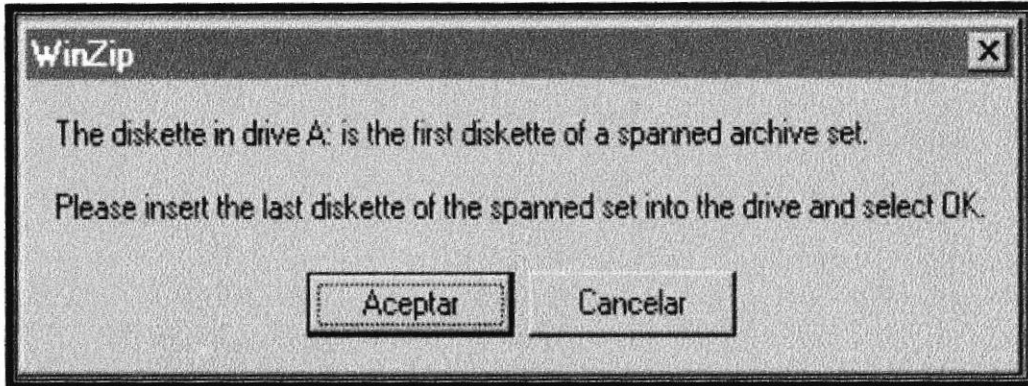 WinZip
The diskette in drive A: is the first diskette of a spanned archive set.
Please insert the last diskette of the spanned set into the drive and select OK.
Aceptar Cancelar